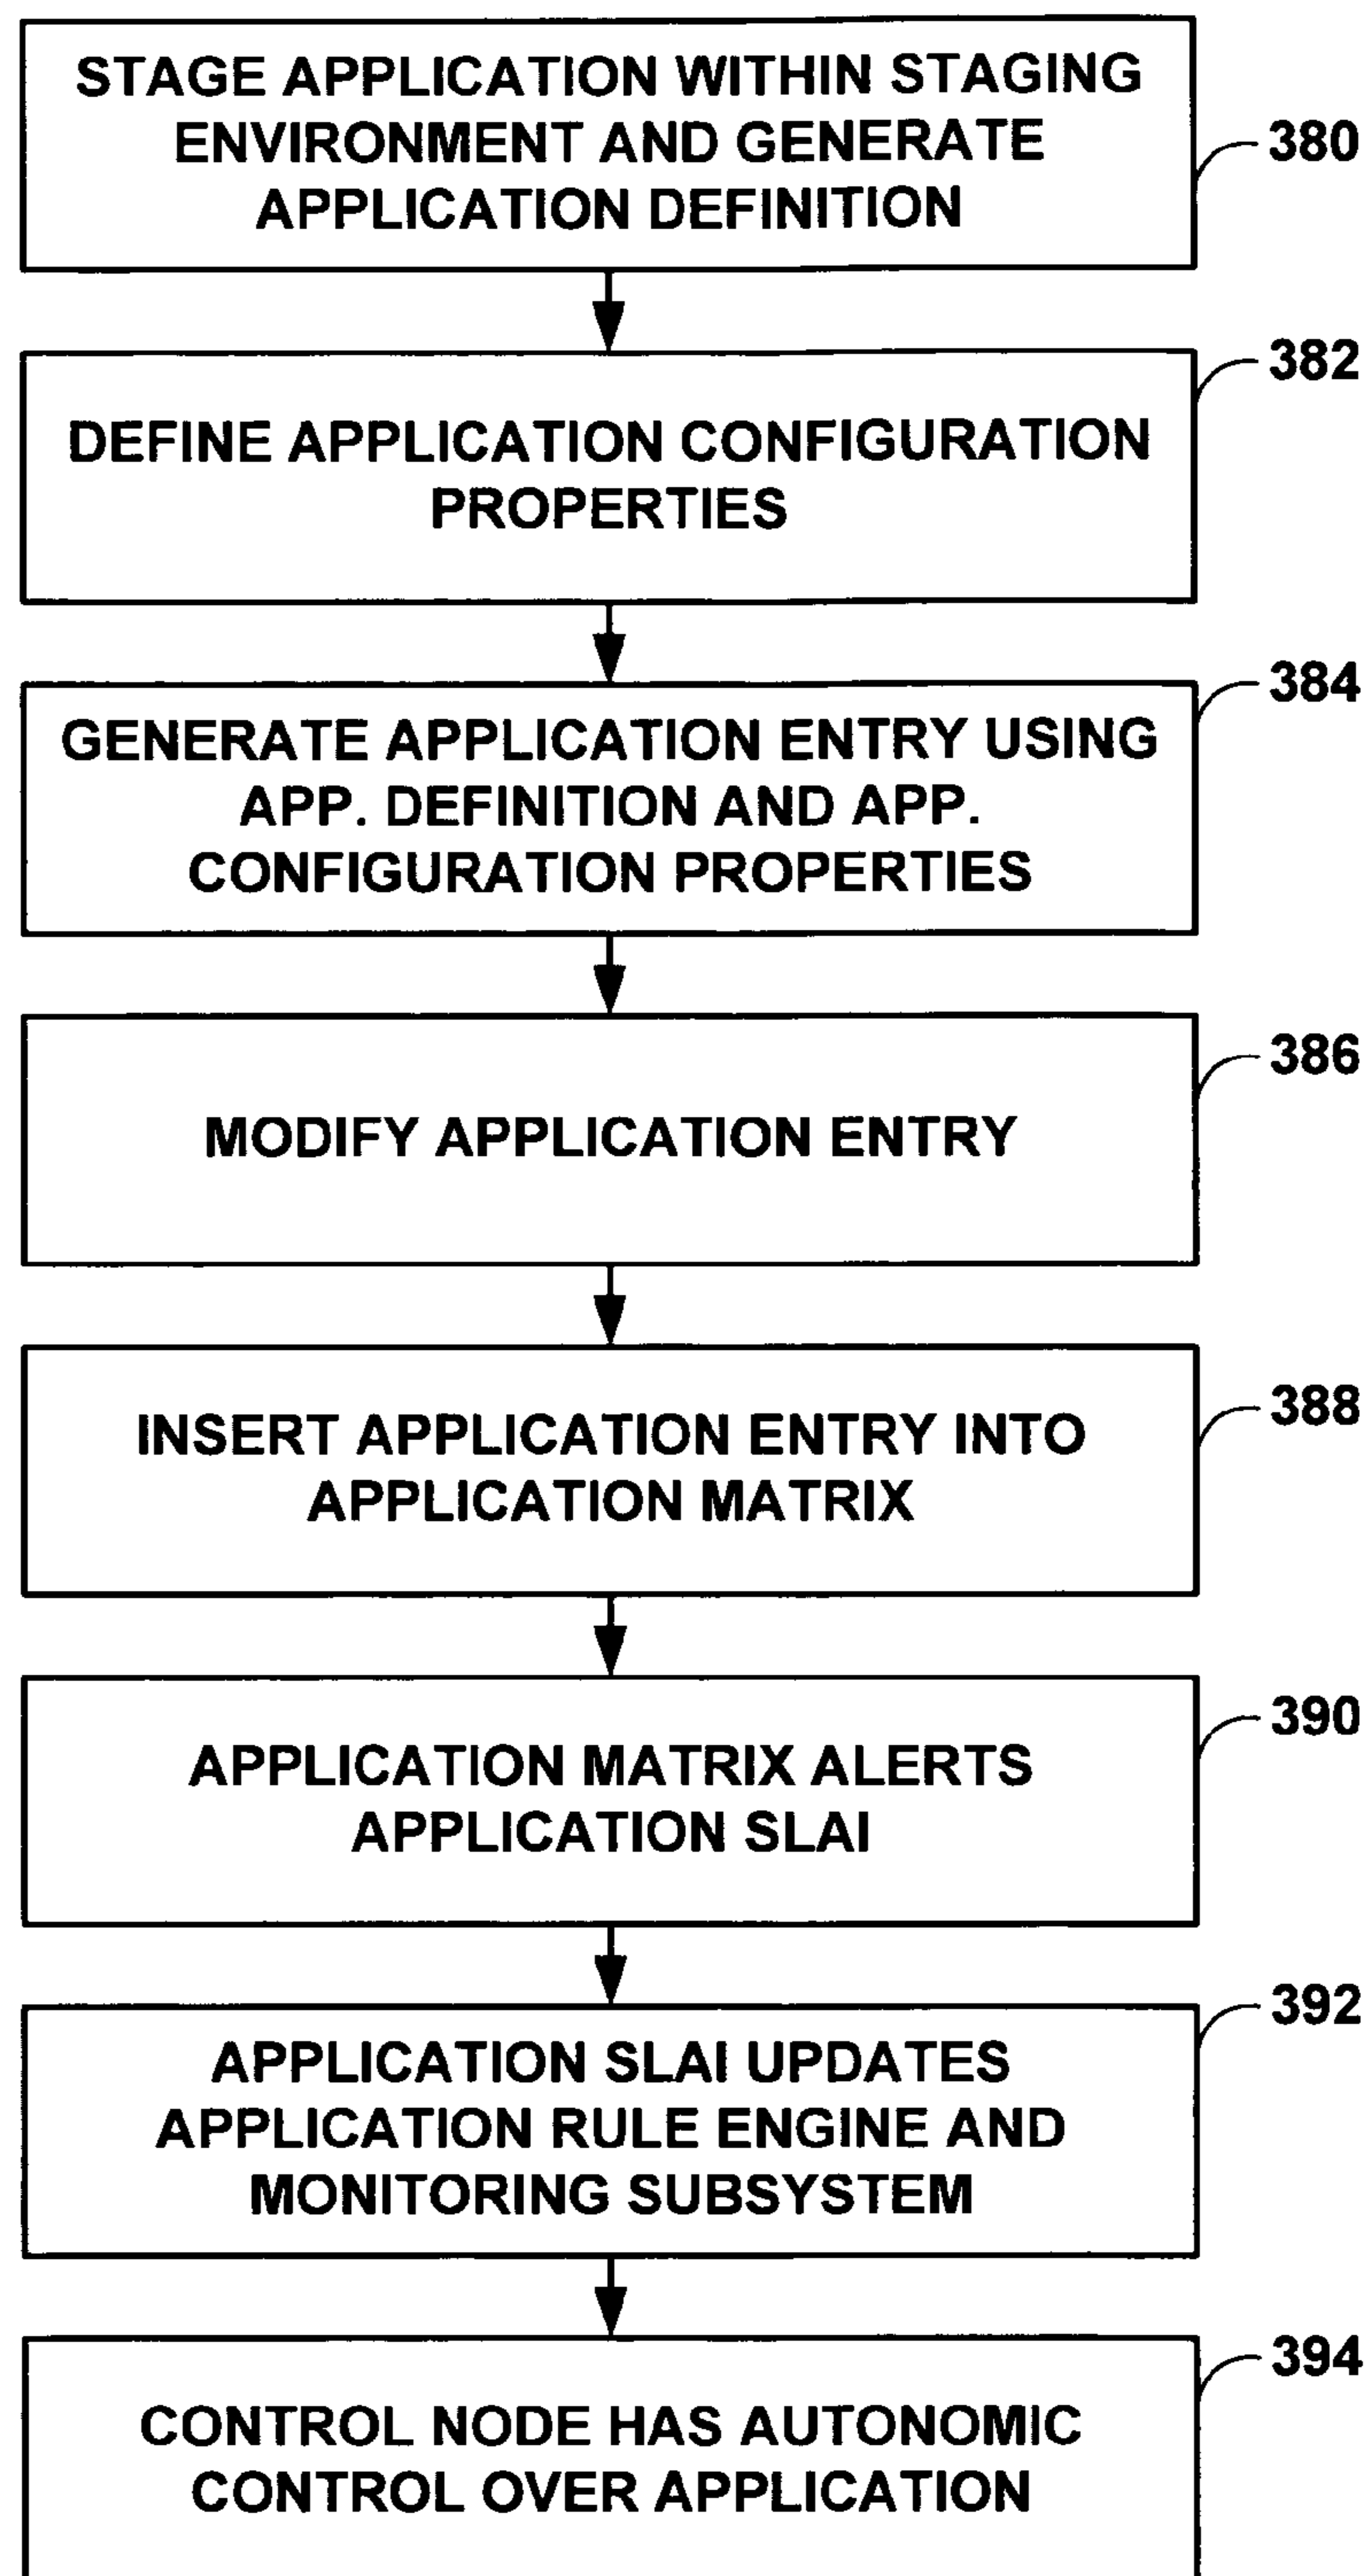 STAGE APPLICATION WITHIN STAGING
ENVIRONMENT AND GENERATE
APPLICATION DEFINITION
380
DEFINE APPLICATION CONFIGURATION
PROPERTIES
382
GENERATE APPLICATION ENTRY USING
APP. DEFINITION AND APP.
CONFIGURATION PROPERTIES
384
MODIFY APPLICATION ENTRY
386
INSERT APPLICATION ENTRY INTO
APPLICATION MATRIX
388
APPLICATION MATRIX ALERTS
APPLICATION SLAI
390
APPLICATION SLAI UPDATES
APPLICATION RULE ENGINE AND
MONITORING SUBSYSTEM
392
CONTROL NODE HAS AUTONOMIC
CONTROL OVER APPLICATION
394